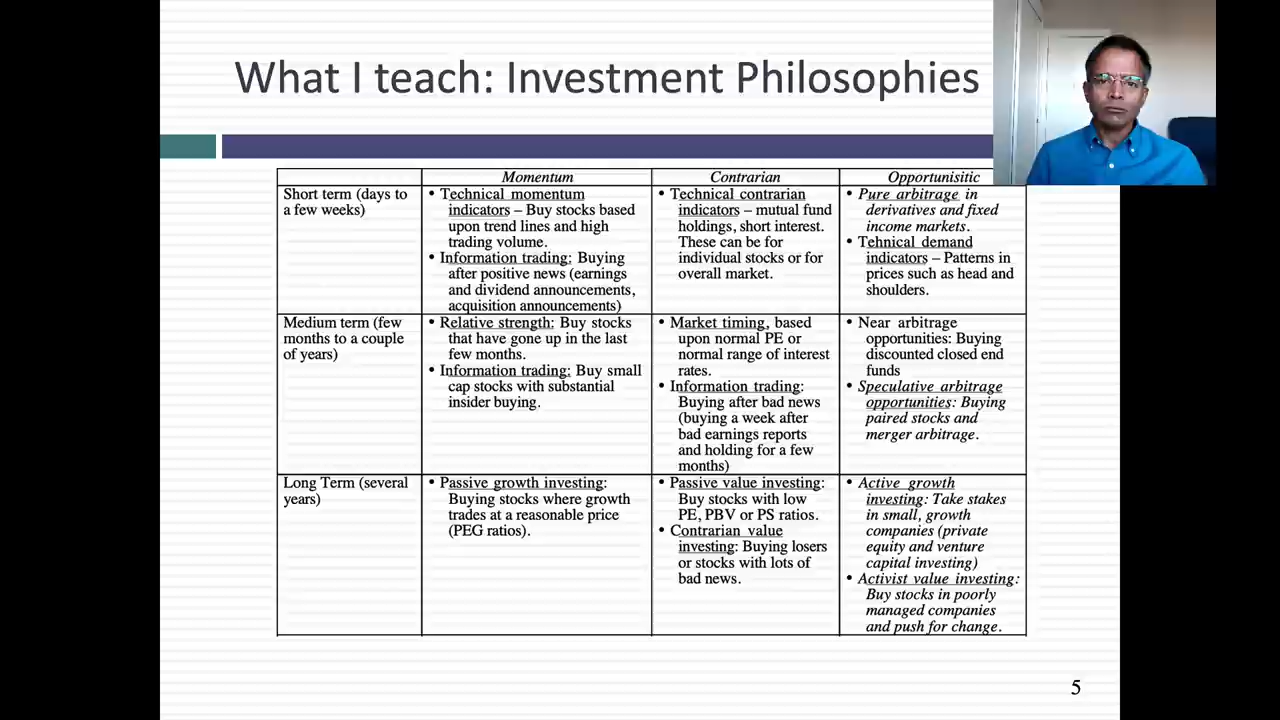 What I teach: Investment Philosophies
Momentum
Contrarian
Opportunisitic
Short term (days to
a few weeks)
• Technical momentum
indicators – Buy stocks based
upon trend lines and high
trading volume.
• Information trading: Buying
after positive news (earnings
and dividend announcements,
acquisition announcements)
• Technical contrarian
indicators – mutual fund
holdings, short interest.
These can be for
individual stocks or for
overall market.
• Pure arbitrage in
derivatives and fixed
income markets.
• Tehnical demand
indicators – Patterns in
prices such as head and
shoulders.
Medium term (few
months to a couple
of years)
• Relative strength: Buy stocks
that have gone up in the last
few months.
• Information trading: Buy small
cap stocks with substantial
insider buying.
• Market timing, based
upon normal PE or
normal range of interest
rates.
• Information trading:
Buying after bad news
(buying a week after
bad earnings reports
and holding for a few
months)
• Near arbitrage
opportunities: Buying
discounted closed end
funds
• Speculative arbitrage
opportunities: Buying
paired stocks and
merger arbitrage.
Long Term (several
years)
• Passive growth investing:
Buying stocks where growth
trades at a reasonable price
(PEG ratios).
• Passive value investing:
Buy stocks with low
PE, PBV or PS ratios.
• Contrarian value
investing: Buying losers
or stocks with lots of
bad news.
• Active growth
investing: Take stakes
in small, growth
companies (private
equity and venture
capital investing)
• Activist value investing:
Buy stocks in poorly
managed companies
and push for change.
5